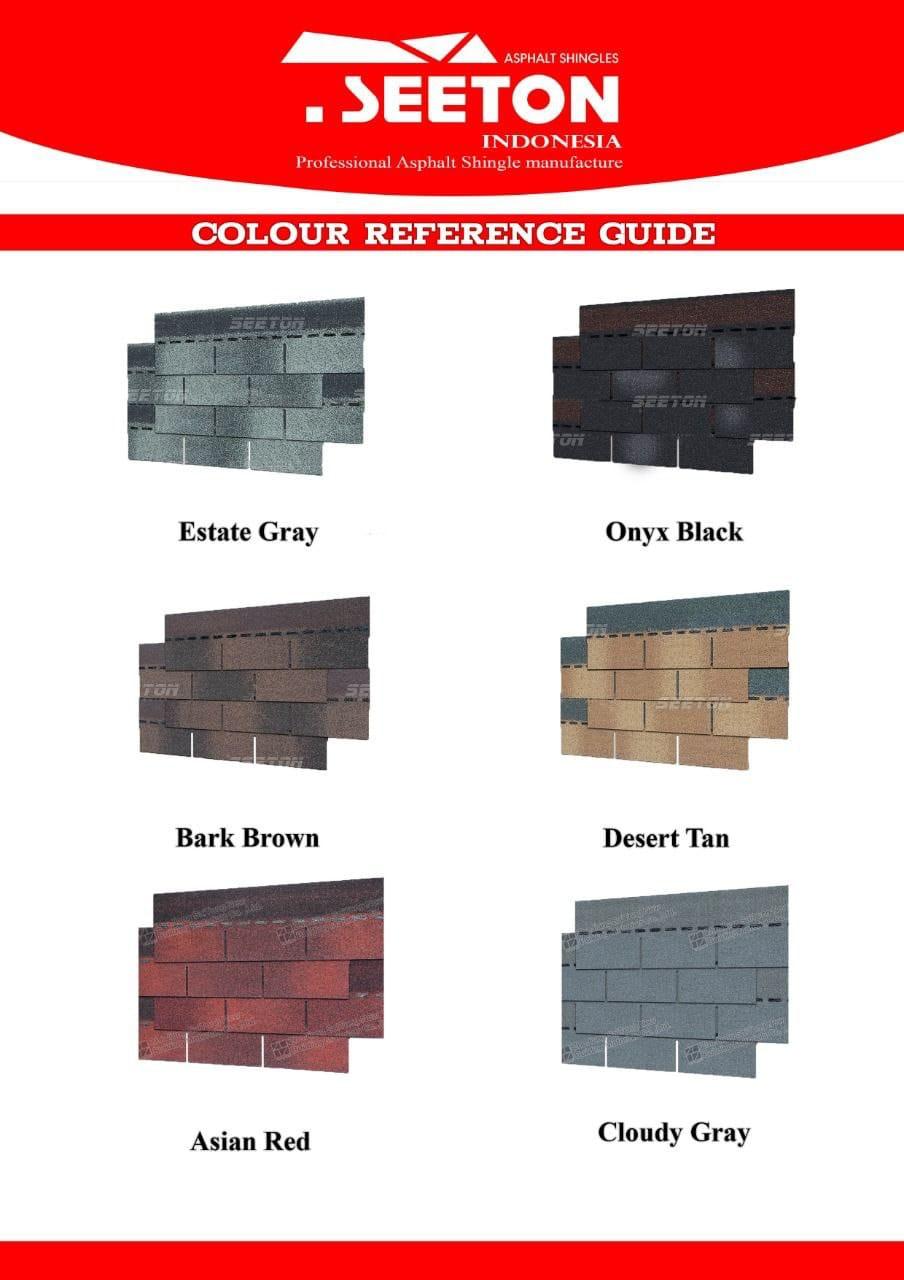 ASPHALT SHINGLES
.SEETON
INDONESIA
Professional Asphalt Shingle manufacture
COLOUR REFERENCE GUIDE
SEETON
SEETON
SEETON
Estate Gray
Onyx Black
SEETON
TON
SEETON
Bark Brown
Desert Tan
Asian Red
Cloudy Gray